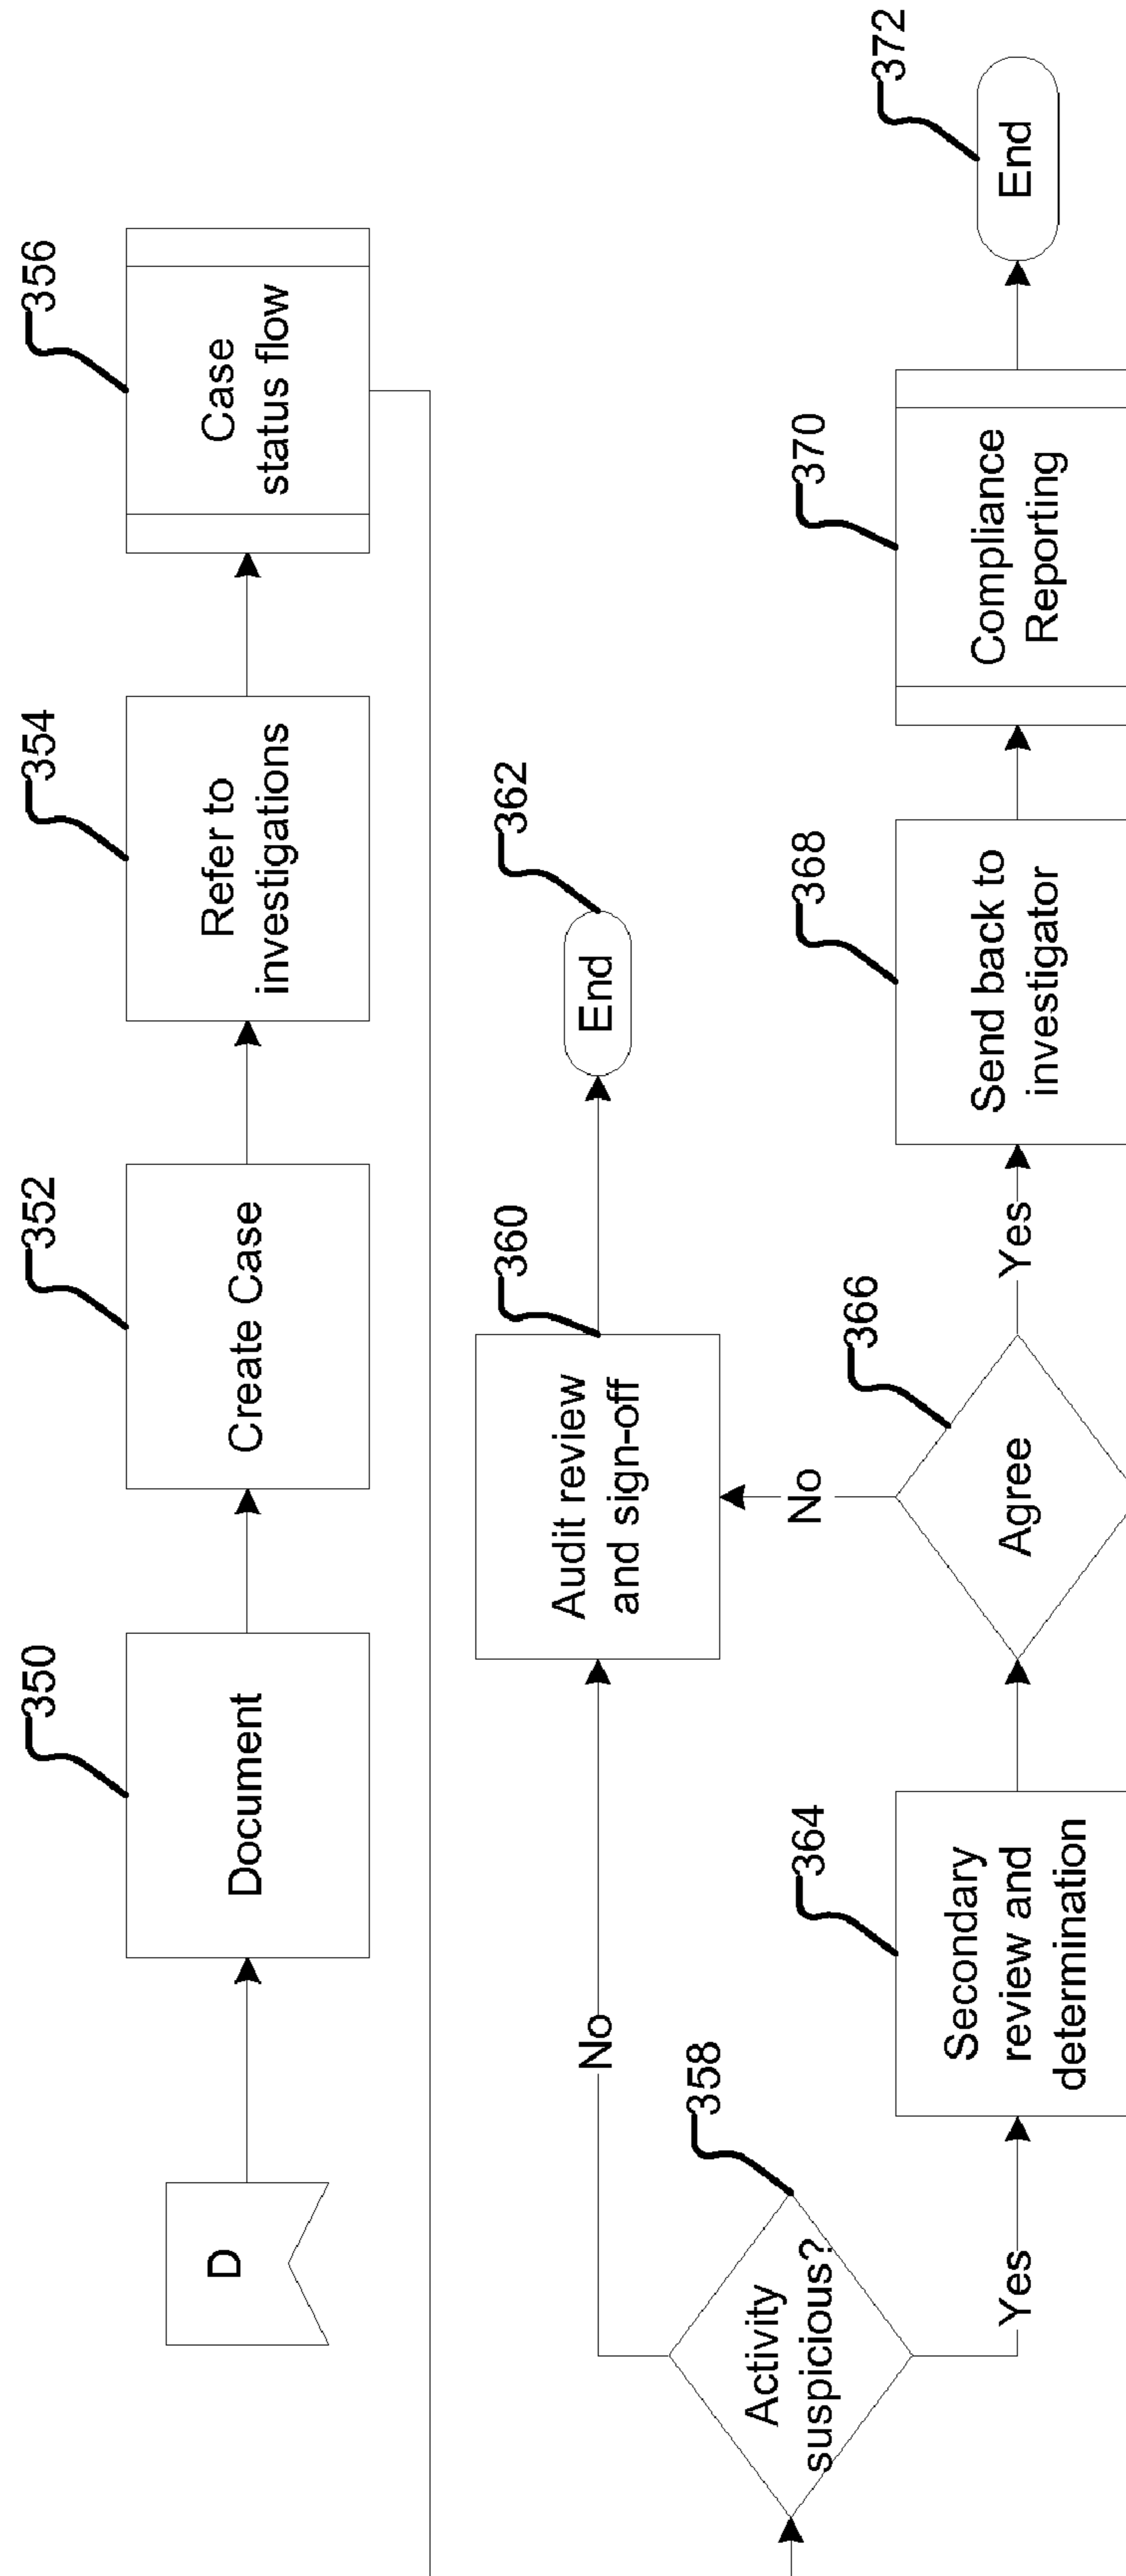 350
352
354
356
D
Document
Create Case
Refer to
investigations
Case
status flow
358
No
360
362
Activity
suspicious?
Audit review
and sign-off
End
Yes
364
No
366
368
370
372
Secondary
review and
determination
Agree
Yes
Send back to
investigator
Compliance
Reporting
End